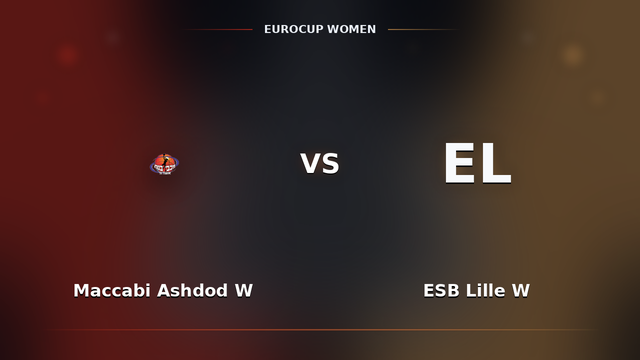 EUROCUP WOMEN
VS
EL
Maccabi Ashdod W
ESB Lille W